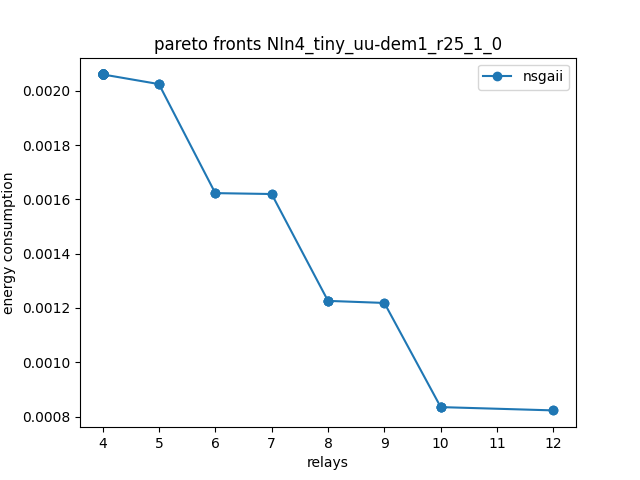 pareto fronts NIn4_tiny_uu-dem1_r25_1_0
nsgaii
0.0020
0.0018
0.0016
0.0014
0.0012
0.0010
0.0008
energy consumption
4 5 6 7 8 9 10 11 12
relays